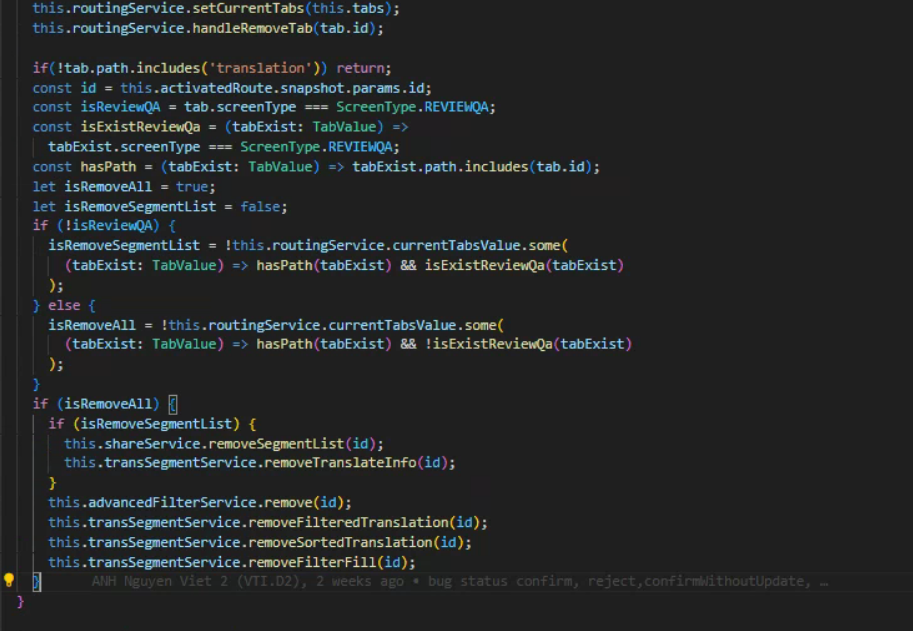 this.routingService.setCurrentTabs(this.tabs);
this.routingService.handleRemoveTab(tab.id);
if(!tab.path.includes('translation')) return;
const id = this.activatedRoute.snapshot.params.id;
const isReviewQA = tab.screenType === ScreenType.REVIEWQA;
const isExistReviewQa = (tabExist: TabValue) =>
tabExist.screenType === ScreenType.REVIEWQA;
const hasPath = (tabExist: TabValue) => tabExist.path.includes(tab.id);
let isRemoveAll = true;
let isRemoveSegmentList = false;
if (!isReviewQA) {
isRemoveSegmentList = !this.routingService.currentTabsValue.some(
(tabExist: TabValue) => hasPath(tabExist) && isExistReviewQa(tabExist)
);
} else {
isRemoveAll = !this.routingService.currentTabsValue.some(
(tabExist: TabValue) => hasPath(tabExist) && !isExistReviewQa(tabExist)
);
}
if (isRemoveAll) {
if (isRemoveSegmentList) {
this.shareService.removeSegmentList(id);
this.transSegmentService.removeTranslateInfo(id);
}
this.advancedFilterService.remove(id);
this.transSegmentService.removeFilteredTranslation(id);
this.transSegmentService.removeSortedTranslation(id);
this.transSegmentService.removeFilterFill(id);
} ANH Nguyen Viet 2 (VTI.D2), 2 weeks ago • bug status confirm, reject,confirmWithoutUpdate, …
}